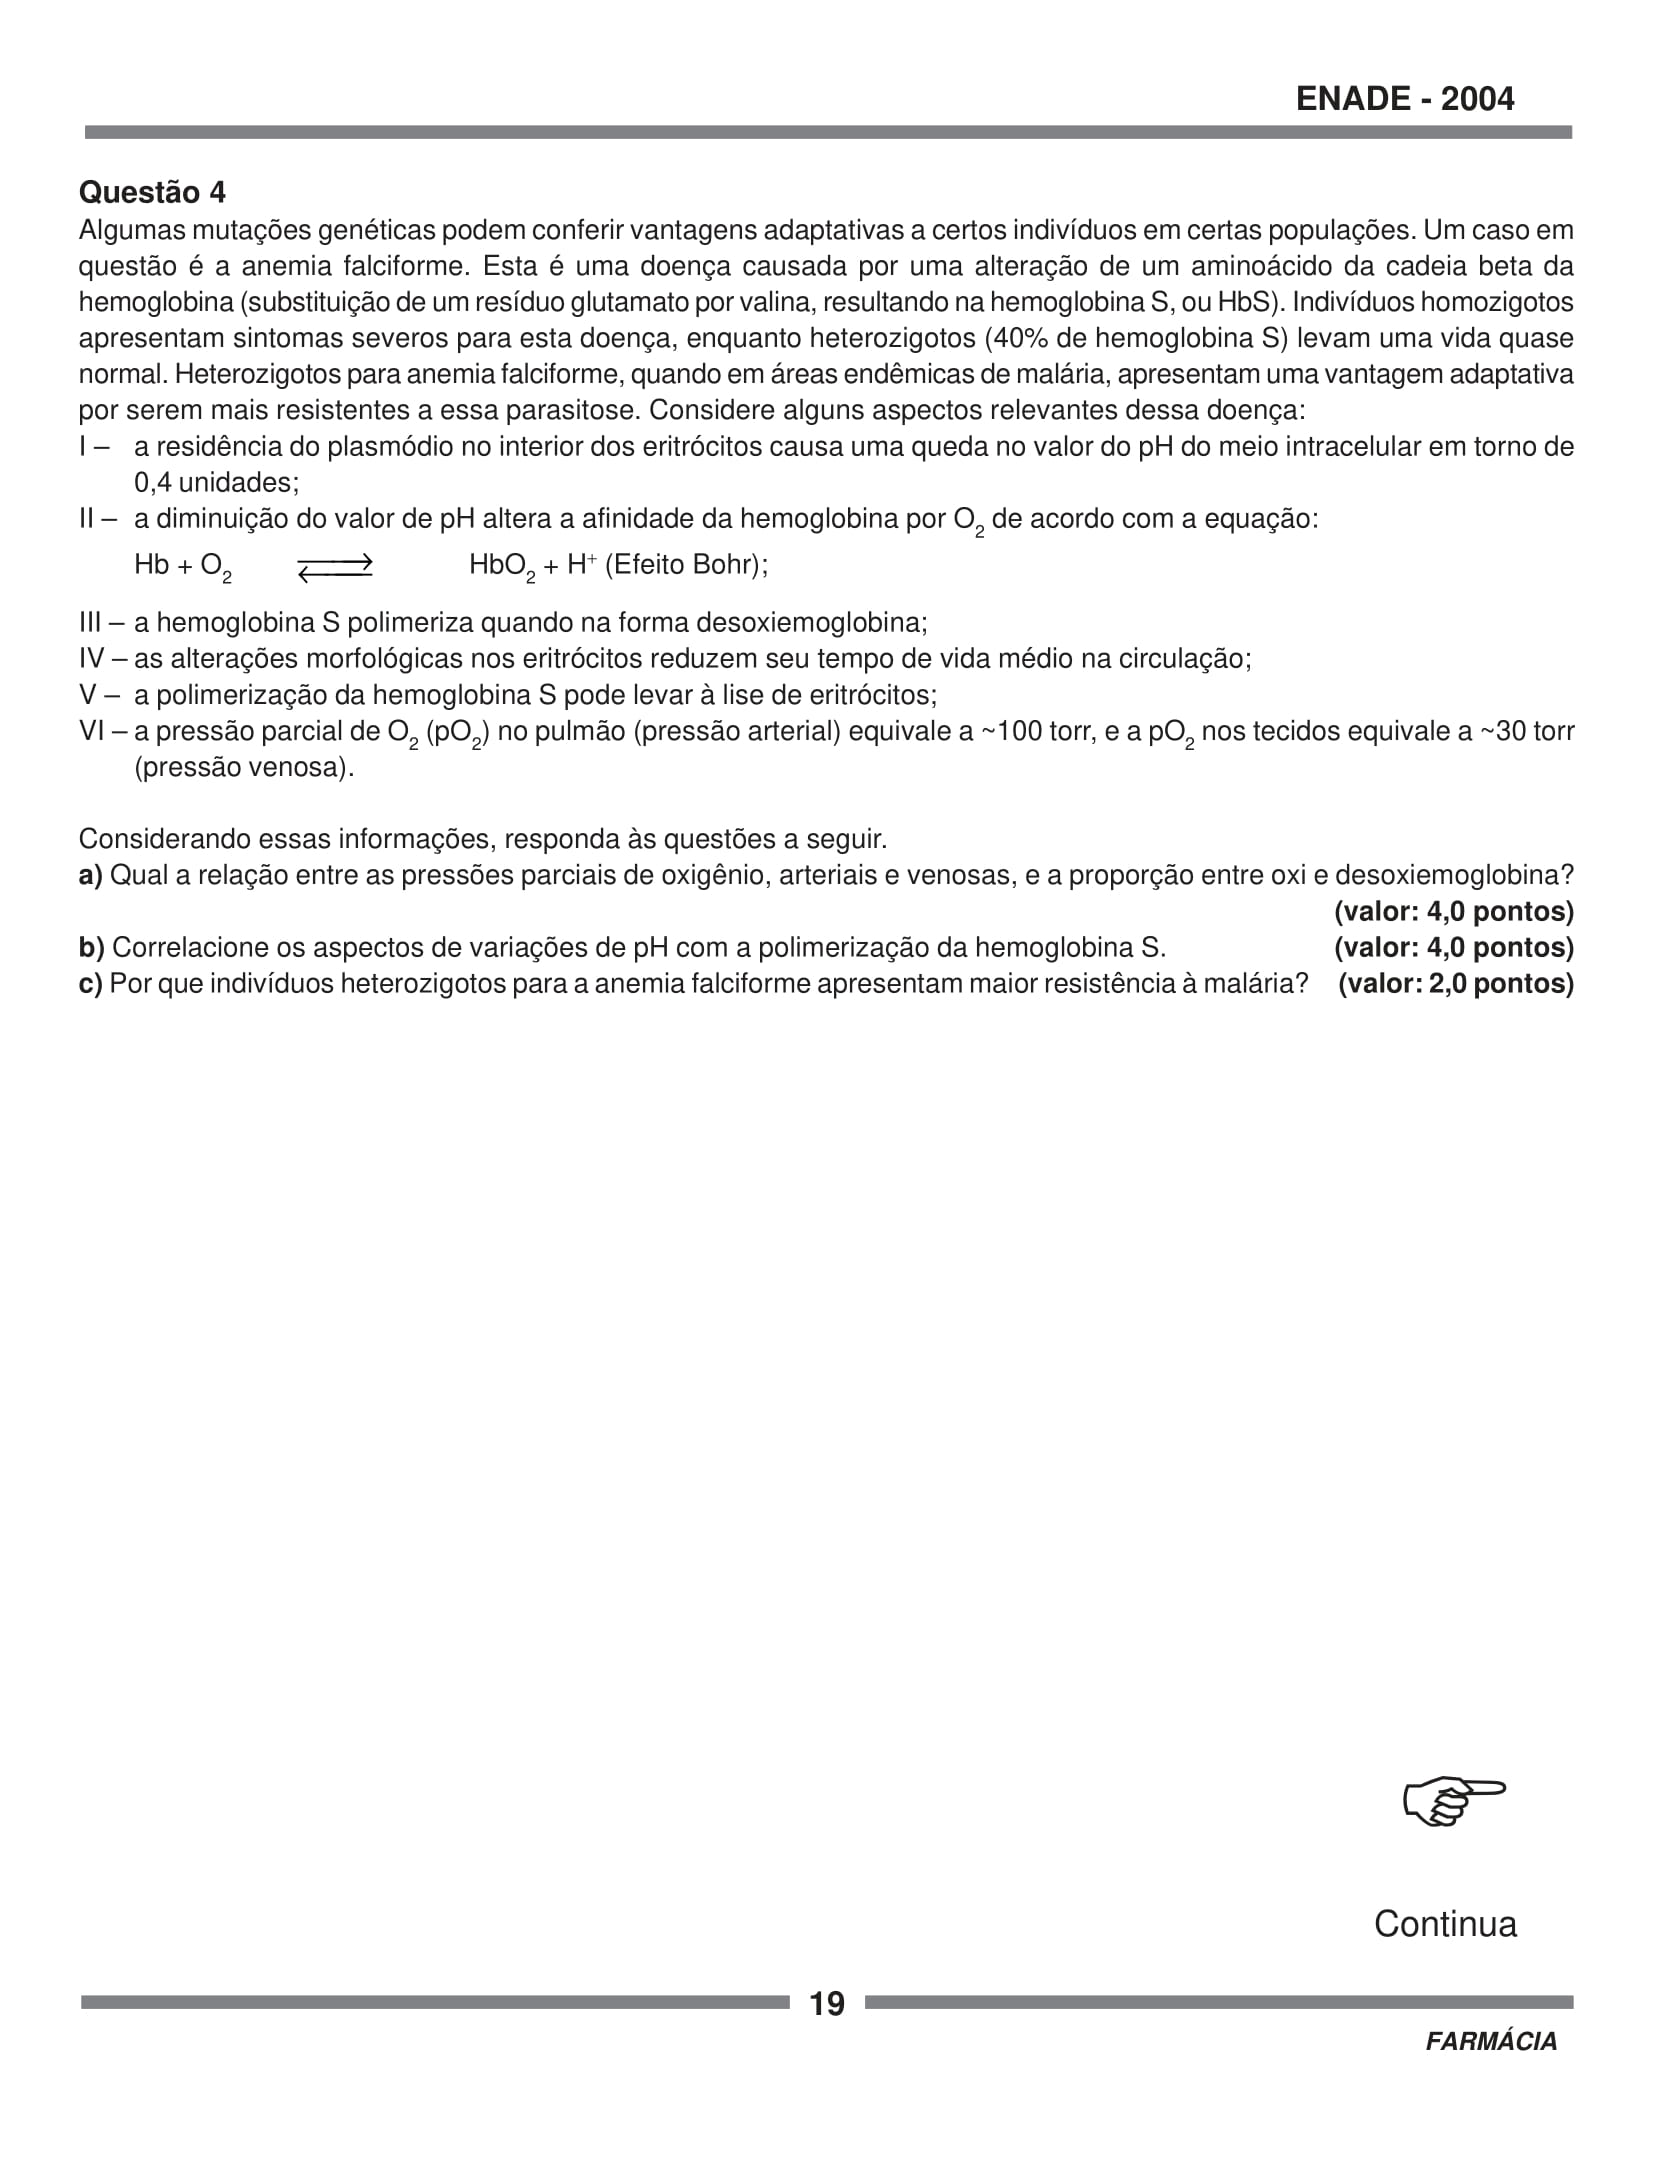 ENADE - 2004
Questão 4
Algumas mutações genéticas podem conferir vantagens adaptativas a certos indivíduos em certas populações. Um caso em
questão é a anemia falciforme. Esta é uma doença causada por uma alteração de um aminoácido da cadeia beta da
hemoglobina (substituição de um resíduo glutamato por valina, resultando na hemoglobina S, ou HbS). Indivíduos homozigotos
apresentam sintomas severos para esta doença, enquanto heterozigotos (40% de hemoglobina S) levam uma vida quase
normal. Heterozigotos para anemia falciforme, quando em áreas endêmicas de malária, apresentam uma vantagem adaptativa
por serem mais resistentes a essa parasitose. Considere alguns aspectos relevantes dessa doença:
I – a residência do plasmódio no interior dos eritrócitos causa uma queda no valor do pH do meio intracelular em torno de
0,4 unidades;
II – a diminuição do valor de pH altera a afinidade da hemoglobina por O₂ de acordo com a equação:
Hb + O₂ ⇌ HbO₂ + H⁺ (Efeito Bohr);
III – a hemoglobina S polimeriza quando na forma desoxiemoglobina;
IV – as alterações morfológicas nos eritrócitos reduzem seu tempo de vida médio na circulação;
V – a polimerização da hemoglobina S pode levar à lise de eritrócitos;
VI – a pressão parcial de O₂ (pO₂) no pulmão (pressão arterial) equivale a ~100 torr, e a pO₂ nos tecidos equivale a ~30 torr
(pressão venosa).
Considerando essas informações, responda às questões a seguir.
a) Qual a relação entre as pressões parciais de oxigênio, arteriais e venosas, e a proporção entre oxi e desoxiemoglobina?
(valor: 4,0 pontos)
b) Correlacione os aspectos de variações de pH com a polimerização da hemoglobina S. (valor: 4,0 pontos)
c) Por que indivíduos heterozigotos para a anemia falciforme apresentam maior resistência à malária? (valor: 2,0 pontos)
Continua
19
FARMÁCIA